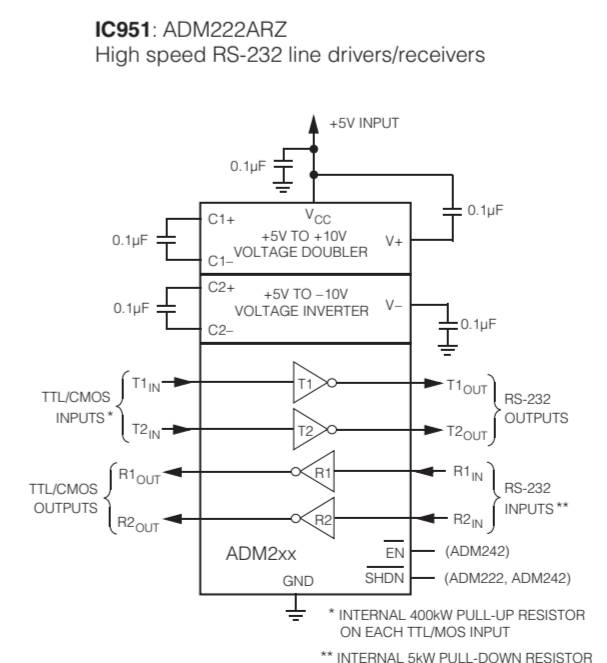 IC951: ADM222ARZ
High speed RS-232 line drivers/receivers
+5V INPUT
0.1µF
0.1µF
0.1µF
C1+
C1–
VCC
+5V TO +10V
VOLTAGE DOUBLER
V+
0.1µF
C2+
C2–
+5V TO –10V
VOLTAGE INVERTER
V–
0.1µF
TTL/CMOS
INPUTS *
T1IN
T1
T1OUT
T2IN
T2
T2OUT
RS-232
OUTPUTS
TTL/CMOS
OUTPUTS
R1OUT
R1
R1IN
R2OUT
R2
R2IN
RS-232
INPUTS **
ADM2xx
EN
(ADM242)
GND
SHDN
(ADM222, ADM242)
* INTERNAL 400kW PULL-UP RESISTOR
ON EACH TTL/MOS INPUT
** INTERNAL 5kW PULL-DOWN RESISTOR